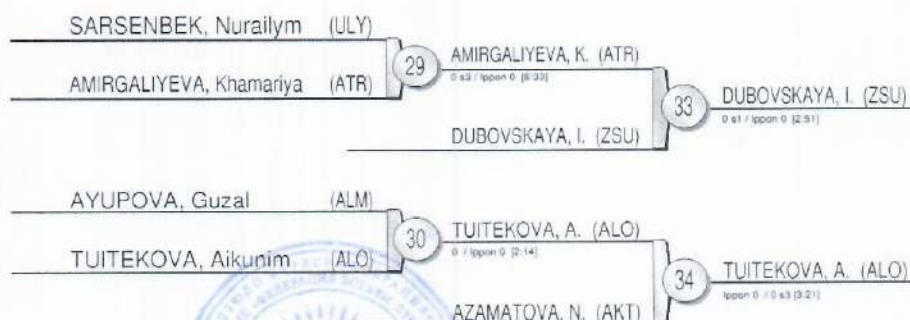 SARSENBEK, Nurailym (ULY)
AMIRGALIYEVA, Khamariya (ATR)
29
AMIRGALIYEVA, K. (ATR)
0 s3 / Ippon 0 [6:33]
DUBOVSKAYA, I. (ZSU)
33
DUBOVSKAYA, I. (ZSU)
0 s1 / Ippon 0 [2:51]
AYUPOVA, Guzal (ALM)
TUITEKOVA, Aikunim (ALO)
30
TUITEKOVA, A. (ALO)
0 / Ippon 0 [2:14]
AZAMATOVA, N. (AKT)
34
TUITEKOVA, A. (ALO)
Ippon 0 / 0 s3 [3:21]